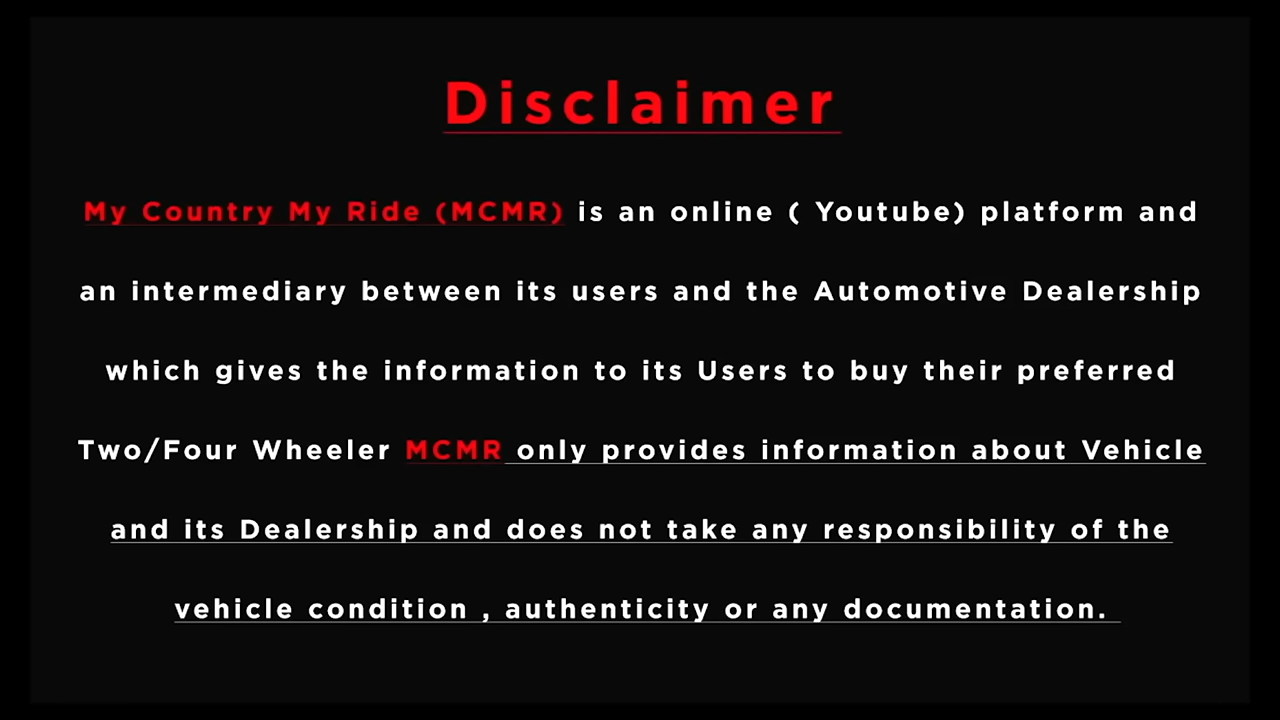 Disclaimer
My Country My Ride (MCMR) is an online ( Youtube) platform and
an intermediary between its users and the Automotive Dealership
which gives the information to its Users to buy their preferred
Two/Four Wheeler MCMR only provides information about Vehicle
and its Dealership and does not take any responsibility of the
vehicle condition , authenticity or any documentation.